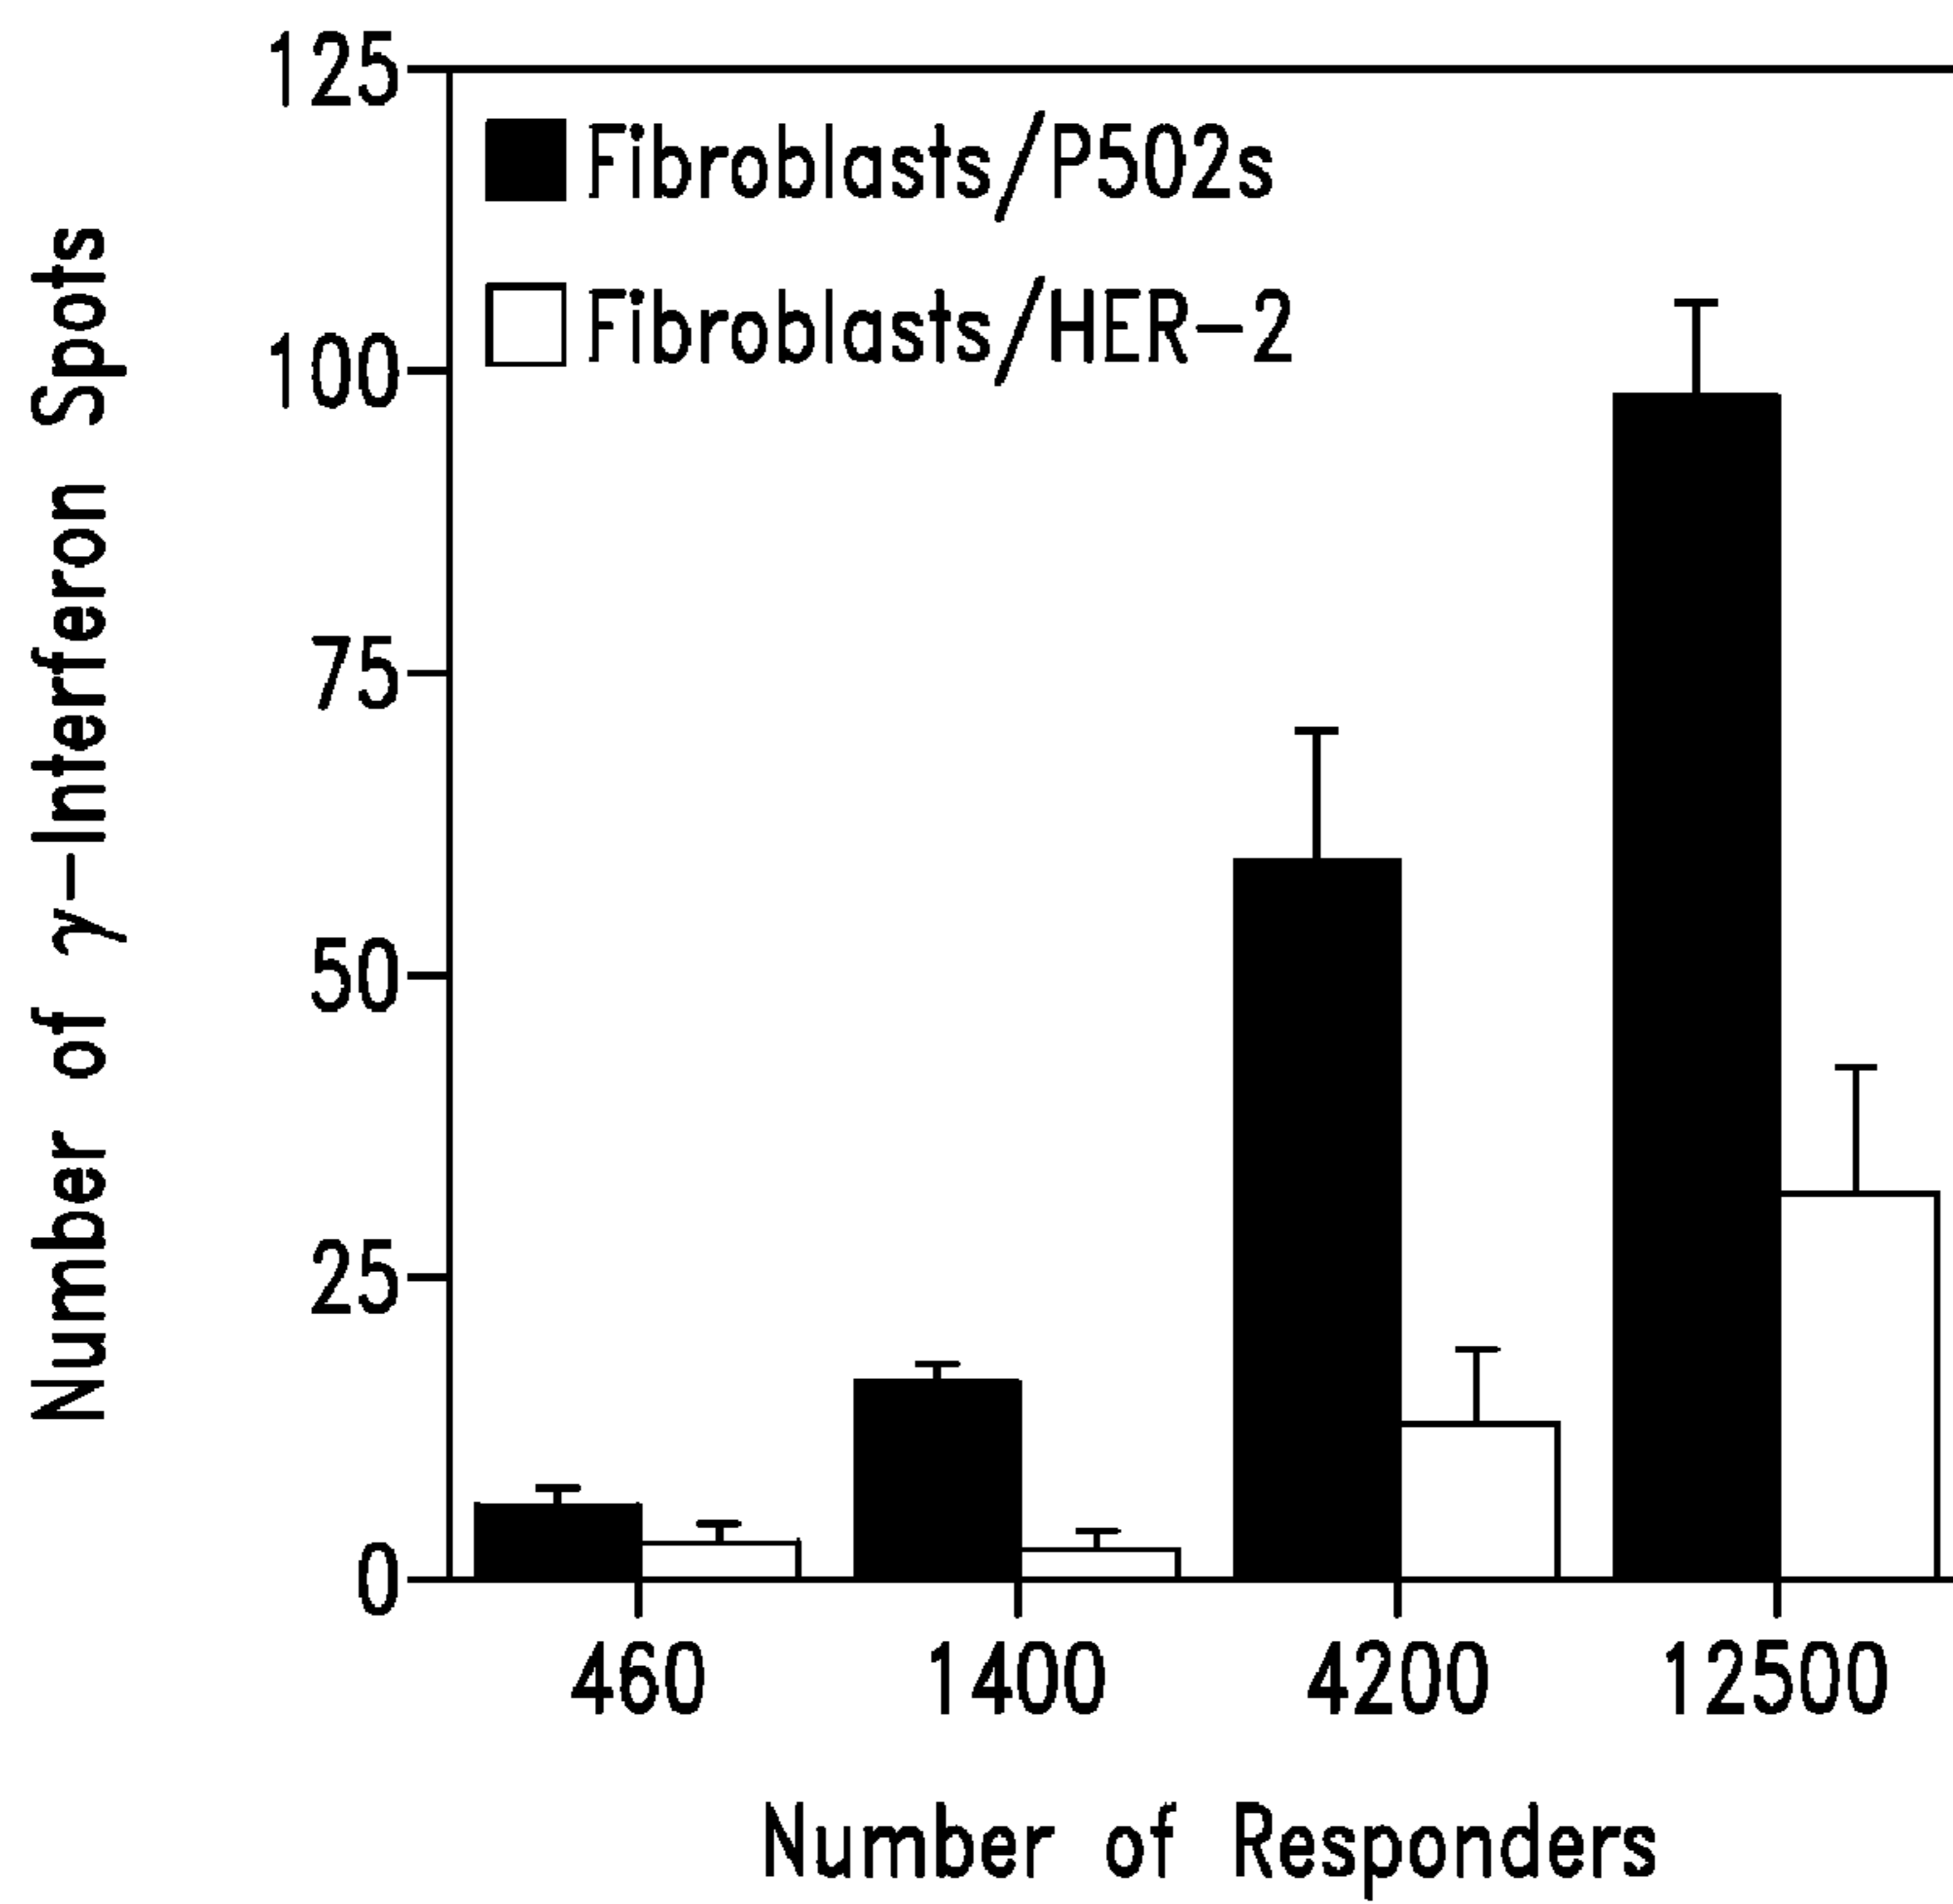 Number of γ-Interferon Spots
125
100
75
50
25
0
Fibroblasts/P502s
Fibroblasts/HER-2
460 1400 4200 12500
Number of Responders